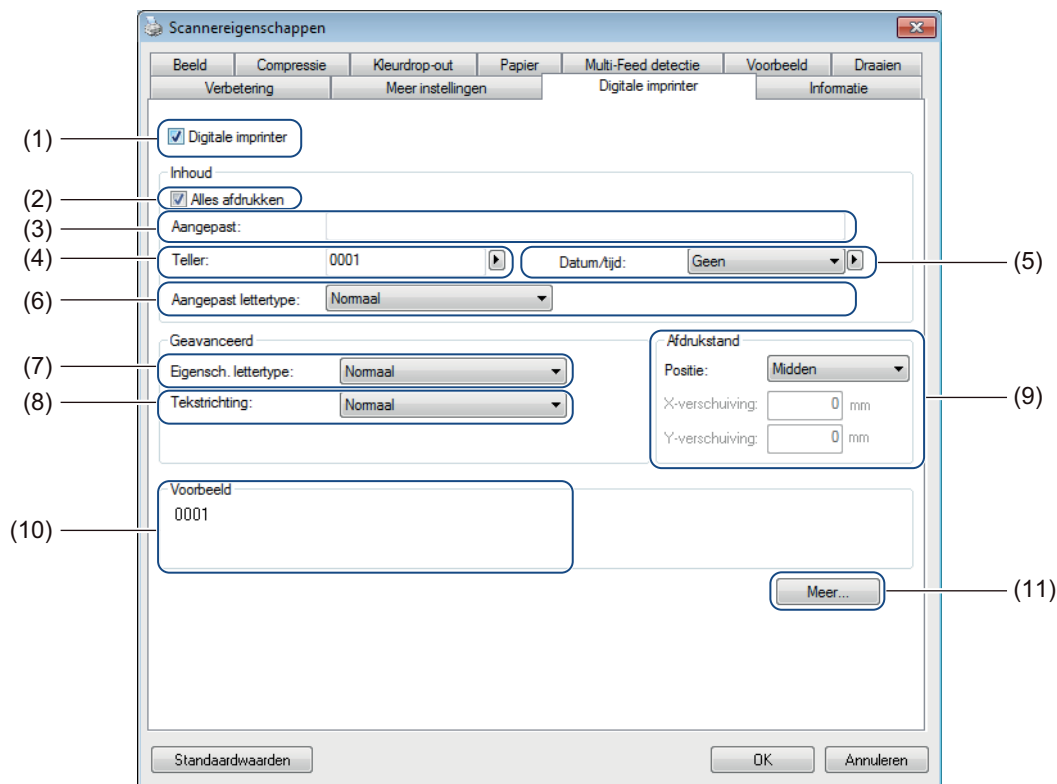 Scannereigenschappen
Beeld Compressie Kleurdrop-out Papier Multi-Feed detectie Voorbeeld Draaien
Verbetering Meer instellingen Digitale imprinter Informatie
(1) Digitale imprinter
Inhoud
(2) Alles afdrukken
(3) Aangepast:
(4) Teller: 0001 Datum/tijd: Geen (5)
(6) Aangepast lettertype: Normaal
Geavanceerd Afdrukstand
(7) Eigensch. lettertype: Normaal Positie: Midden
(8) Tekstrichting: Normaal X-verschuiving: 0 mm (9)
Y-verschuiving: 0 mm
Voorbeeld
0001
(10)
Meer... (11)
Standaardwaarden OK Annuleren